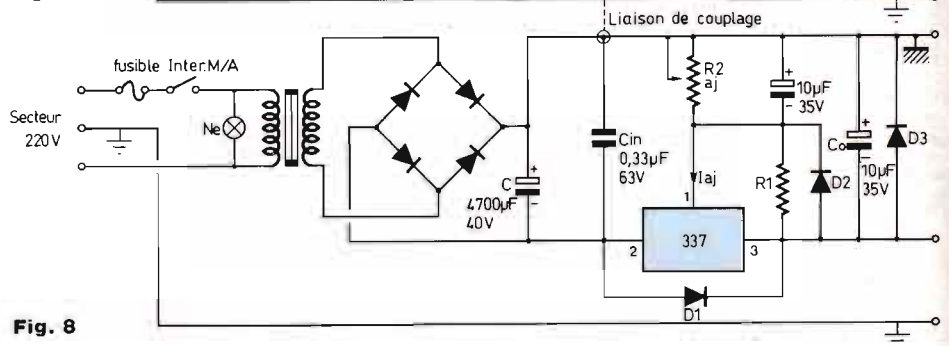 Liaison de couplage
fusible Inter.M/A
Secteur
220V
Ne
C
4700µF
40V
+
-
Cin
0,33µF
63V
R2
aj
Iaj
1
2
337
3
D1
+
10µF
- 35V
R1
D2
+
Co
-
10µF
35V
D3
Fig. 8